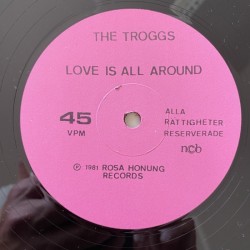 THE TROGGS
LOVE IS ALL AROUND
45
VPM
ALLA
RÄTTIGHETER
RESERVERADE
ncb
℗ 1981 ROSA HONUNG
RECORDS